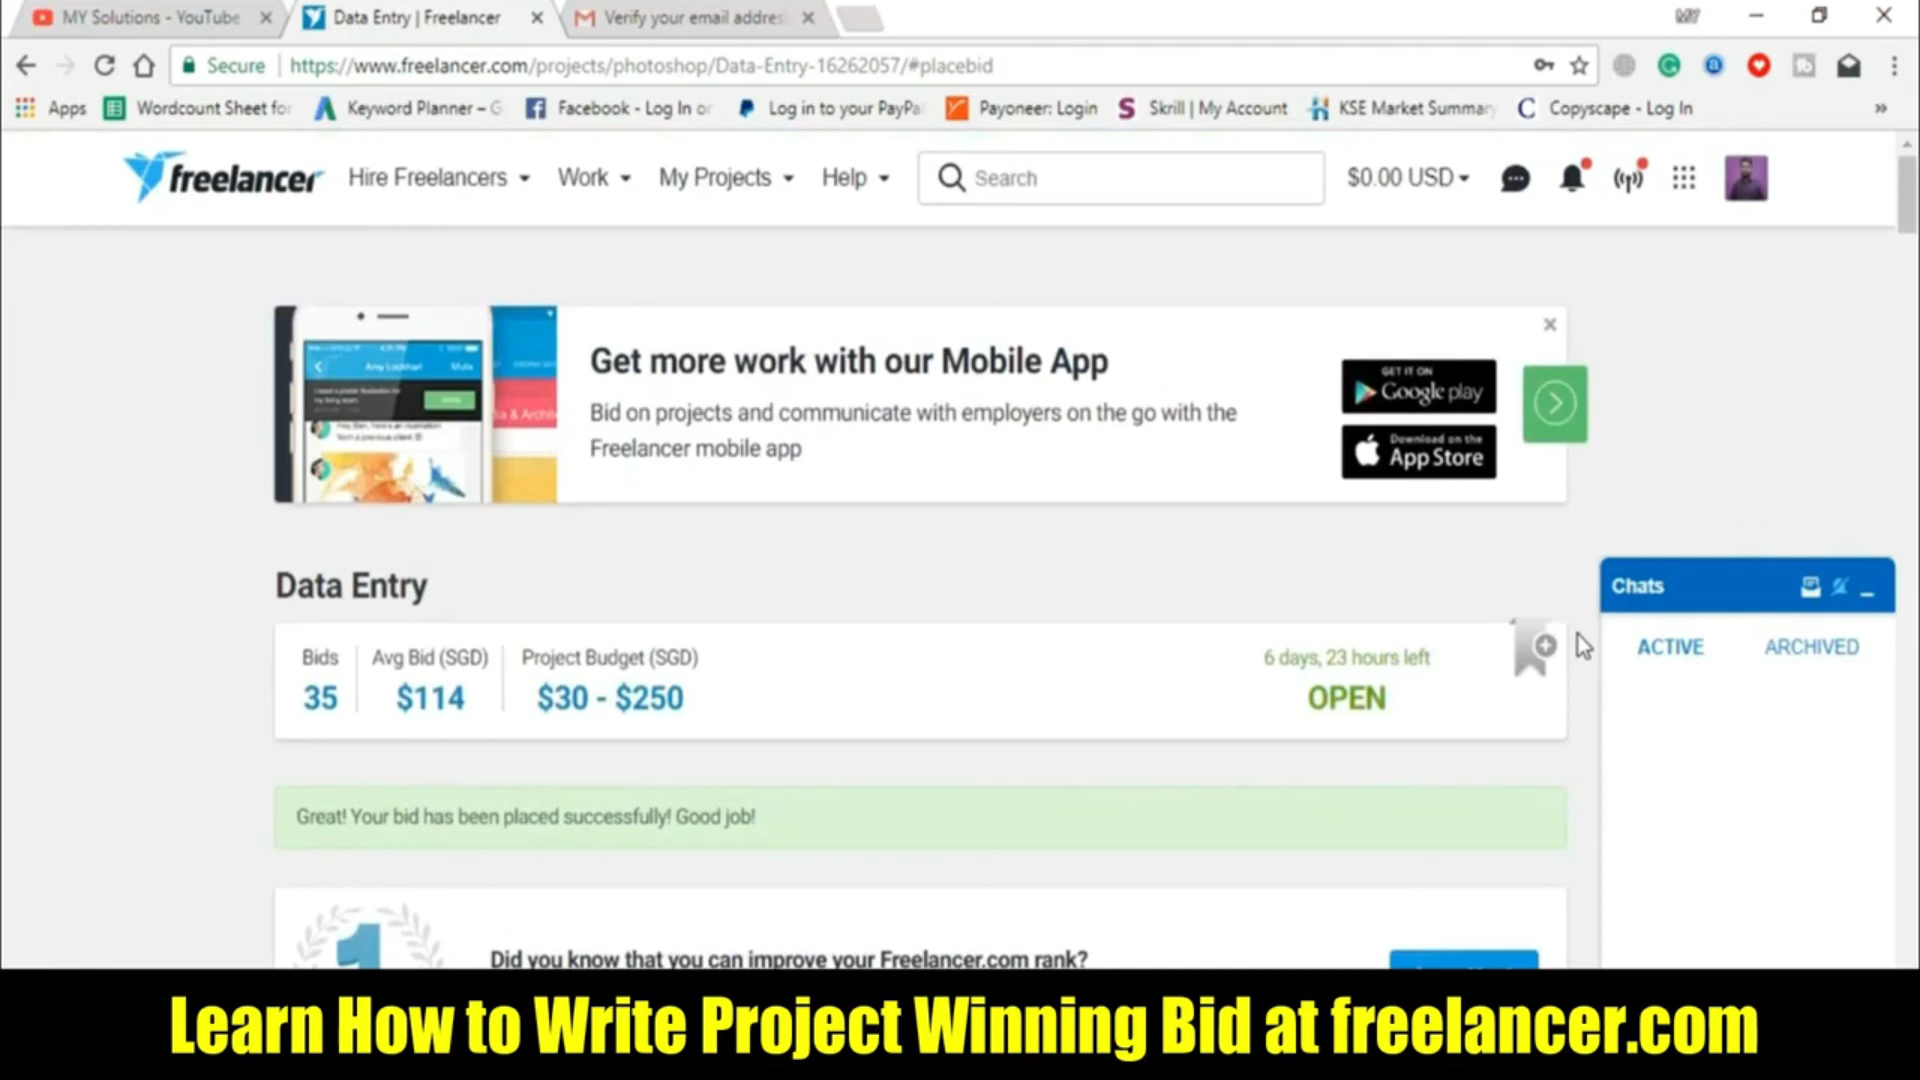 MY Solutions - YouTube
Data Entry | Freelancer
Verify your email addres
MY
Secure
https://www.freelancer.com/projects/photoshop/Data-Entry-16262057/#placebid
Apps
Wordcount Sheet for
Keyword Planner – G
Facebook - Log In or
Log in to your PayPa
Payoneer: Login
Skrill | My Account
KSE Market Summary
Copyscape - Log In
»
freelancer
Hire Freelancers
Work
My Projects
Help
Search
$0.00 USD
Amy Lockhart
Mute
Get more work with our Mobile App
Bid on projects and communicate with employers on the go with the
Freelancer mobile app
GET IT ON
Google play
Download on the
App Store
Data Entry
Bids
35
Avg Bid (SGD)
$114
Project Budget (SGD)
$30 - $250
6 days, 23 hours left
OPEN
Chats
ACTIVE
ARCHIVED
Great! Your bid has been placed successfully! Good job!
1
Did you know that you can improve your Freelancer.com rank?
Learn How to Write Project Winning Bid at freelancer.com